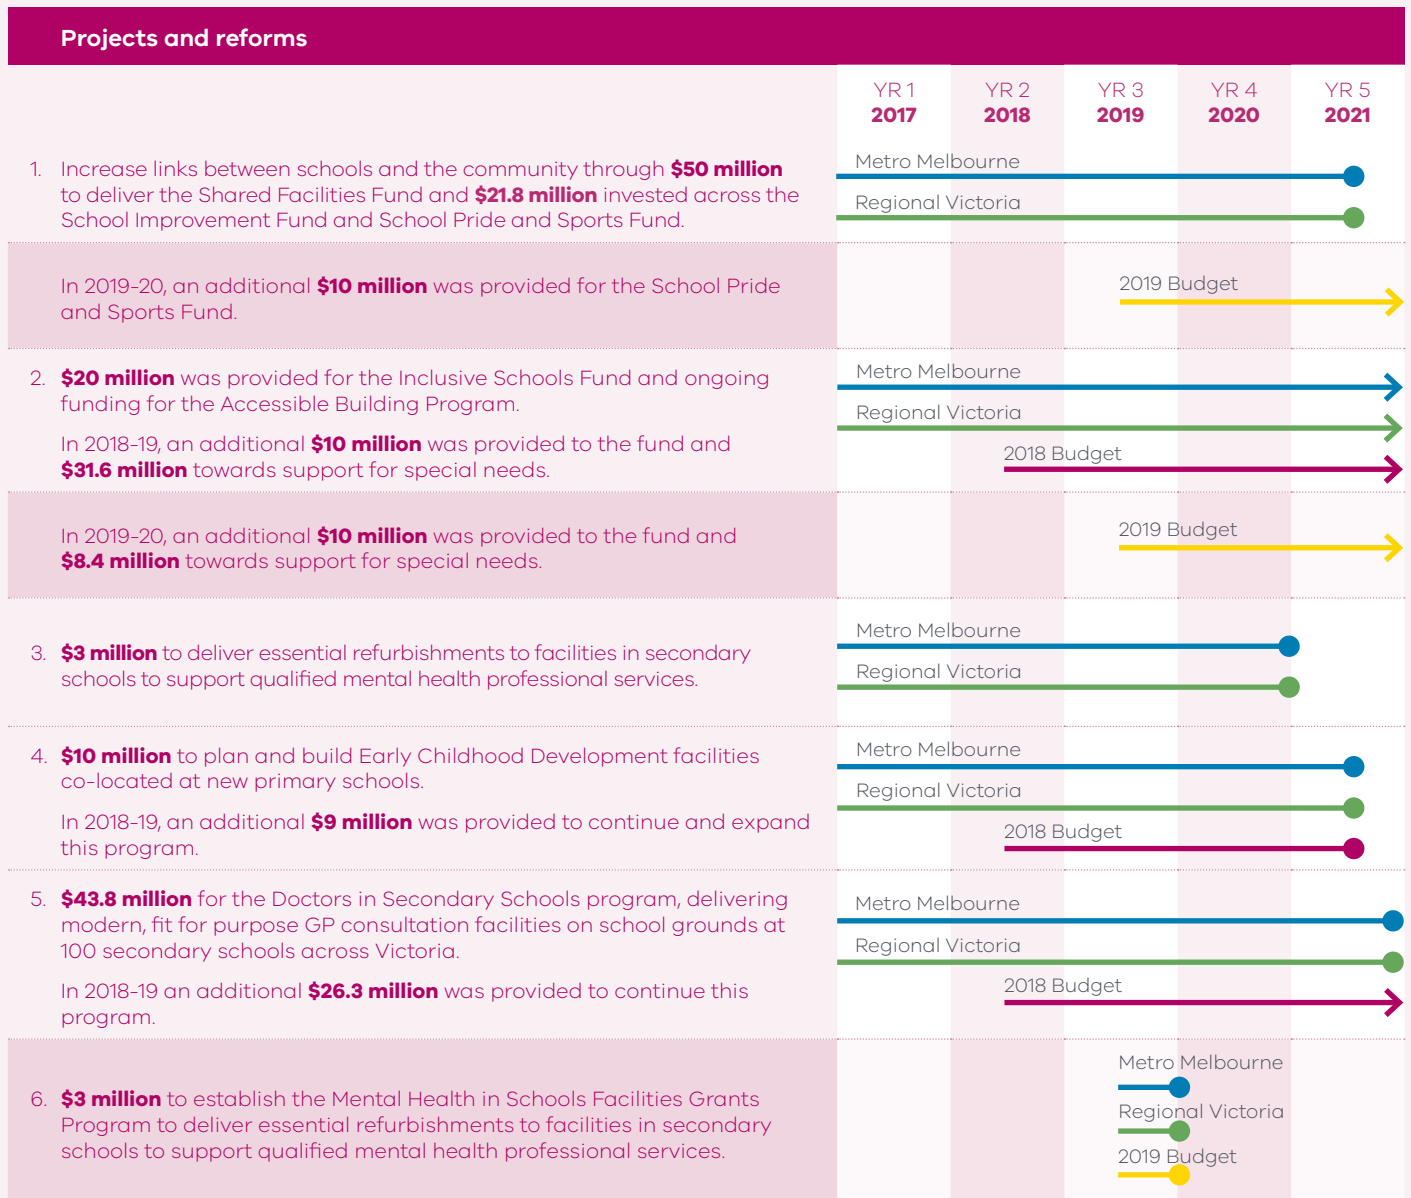 Projects and reforms
YR 1 YR 2 YR 3 YR 4 YR 5
2017 2018 2019 2020 2021
1. Increase links between schools and the community through $50 million
to deliver the Shared Facilities Fund and $21.8 million invested across the
School Improvement Fund and School Pride and Sports Fund.
Metro Melbourne
Regional Victoria
In 2019-20, an additional $10 million was provided for the School Pride
and Sports Fund.
2019 Budget
2. $20 million was provided for the Inclusive Schools Fund and ongoing
funding for the Accessible Building Program.
In 2018-19, an additional $10 million was provided to the fund and
$31.6 million towards support for special needs.
Metro Melbourne
Regional Victoria
2018 Budget
In 2019-20, an additional $10 million was provided to the fund and
$8.4 million towards support for special needs.
2019 Budget
3. $3 million to deliver essential refurbishments to facilities in secondary
schools to support qualified mental health professional services.
Metro Melbourne
Regional Victoria
4. $10 million to plan and build Early Childhood Development facilities
co-located at new primary schools.
In 2018-19, an additional $9 million was provided to continue and expand
this program.
Metro Melbourne
Regional Victoria
2018 Budget
5. $43.8 million for the Doctors in Secondary Schools program, delivering
modern, fit for purpose GP consultation facilities on school grounds at
100 secondary schools across Victoria.
In 2018-19 an additional $26.3 million was provided to continue this
program.
Metro Melbourne
Regional Victoria
2018 Budget
6. $3 million to establish the Mental Health in Schools Facilities Grants
Program to deliver essential refurbishments to facilities in secondary
schools to support qualified mental health professional services.
Metro Melbourne
Regional Victoria
2019 Budget